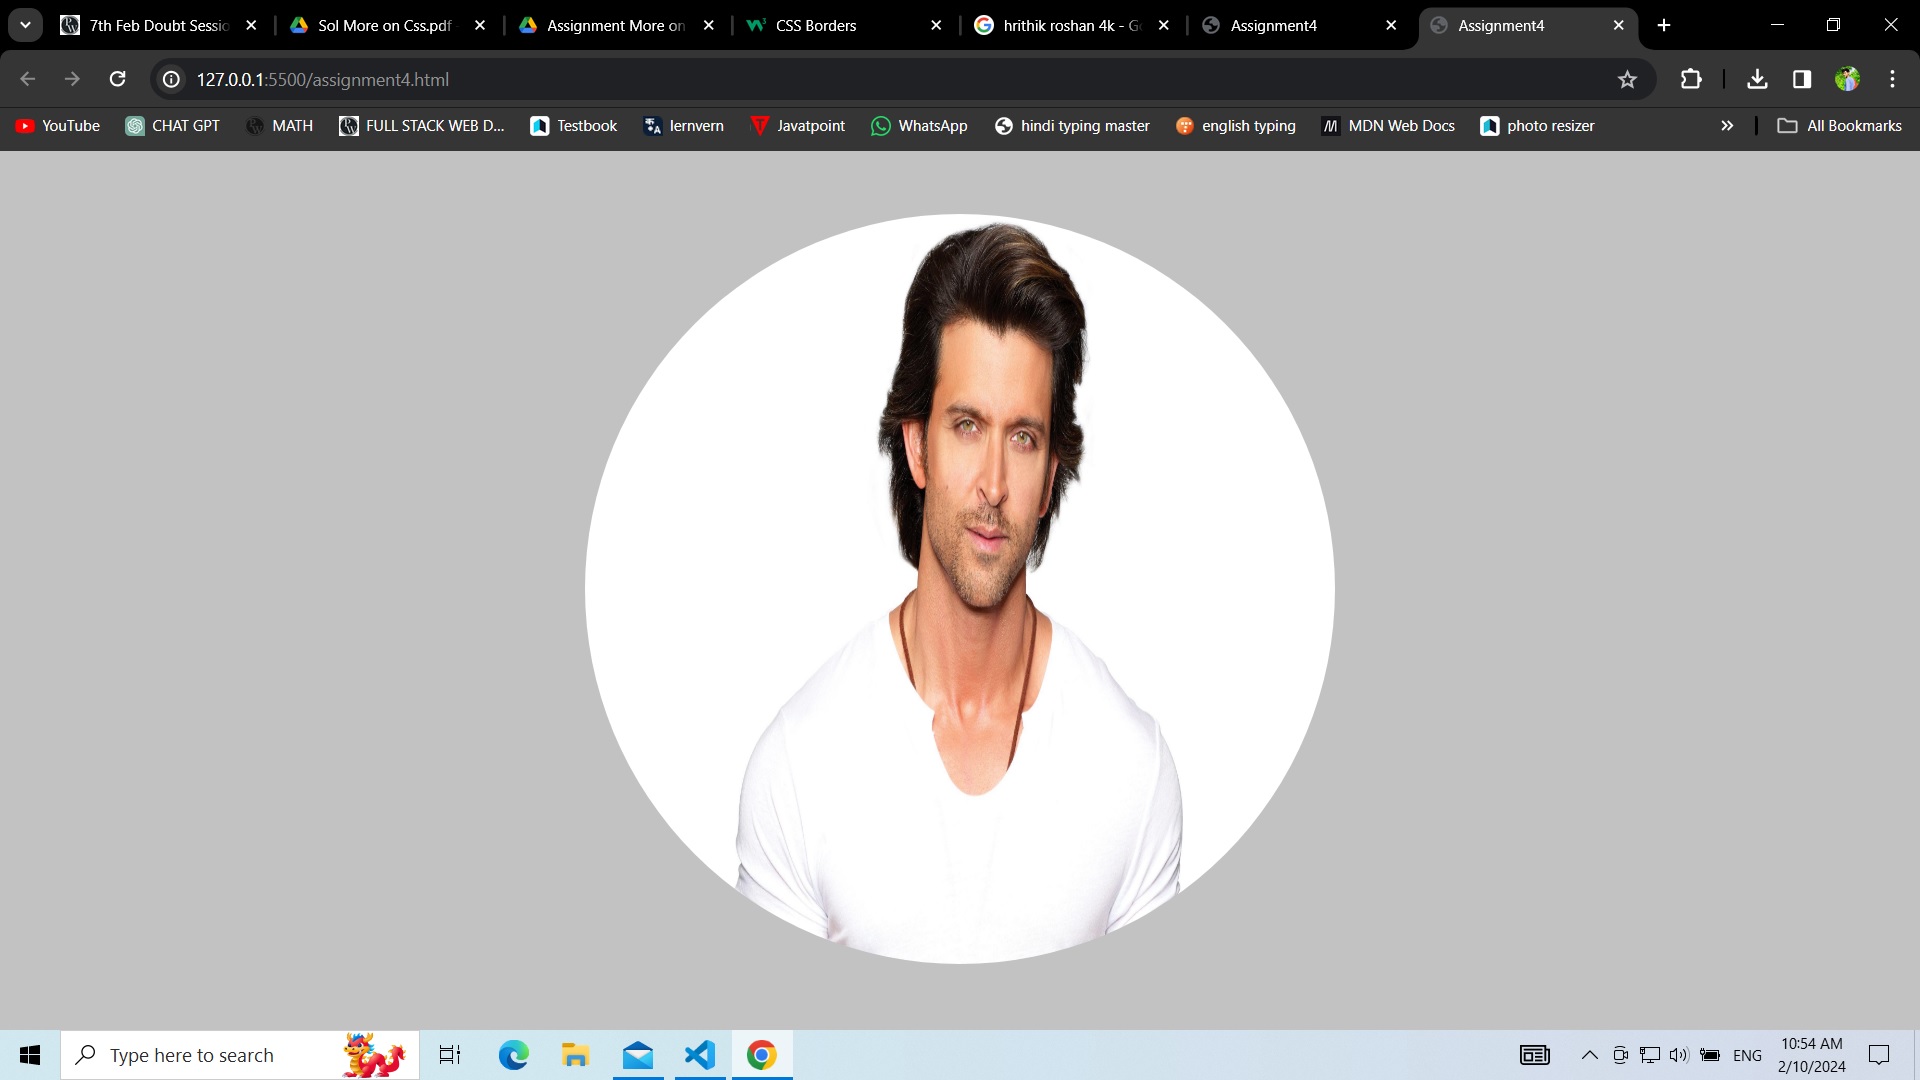 7th Feb Doubt Sessio
Sol More on Css.pdf
Assignment More on
CSS Borders
hrithik roshan 4k - Go
Assignment4
Assignment4
127.0.0.1:5500/assignment4.html
YouTube
CHAT GPT
MATH
FULL STACK WEB D...
Testbook
lernvern
Javatpoint
WhatsApp
hindi typing master
english typing
MDN Web Docs
photo resizer
All Bookmarks
Type here to search
ENG
10:54 AM
2/10/2024